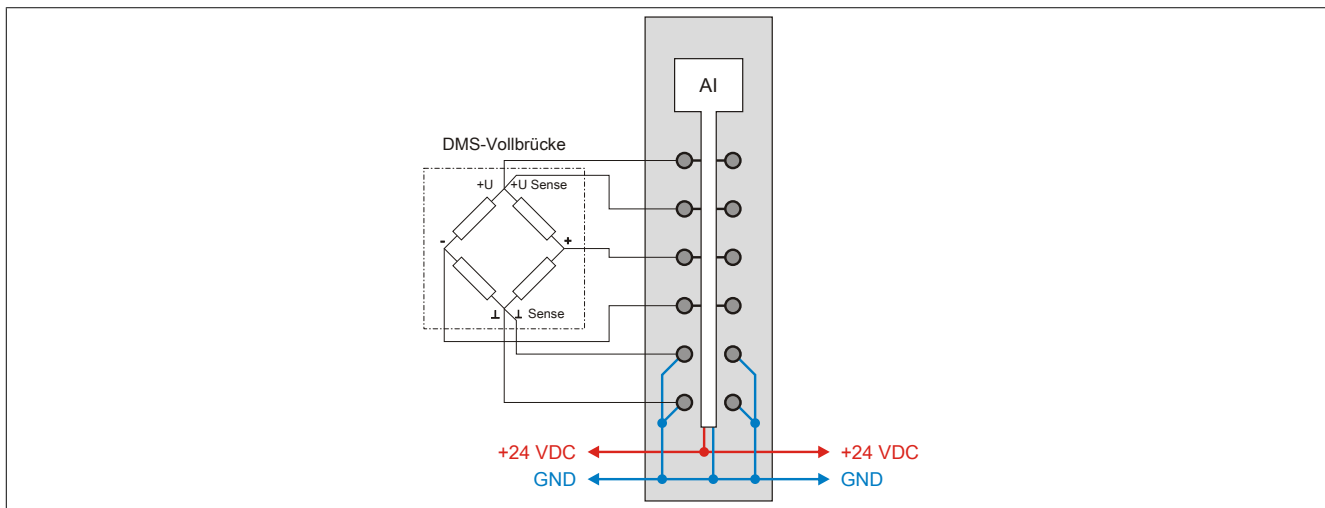 AI
DMS-Vollbrücke
+U +U Sense
- +
⊥ ⊥ Sense
+24 VDC +24 VDC
GND GND